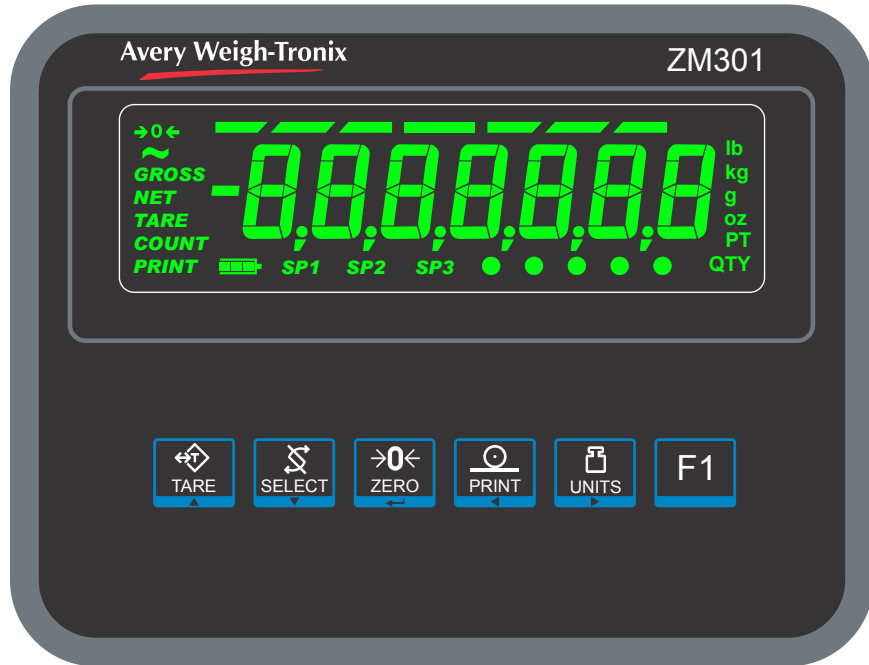 Avery Weigh-Tronix
ZM301
→0←
~
GROSS
NET
TARE
COUNT
PRINT
-8,8,8,8,8,8,8
SP1 SP2 SP3
lb
kg
g
oz
PT
QTY
T
TARE
SELECT
→0←
ZERO
PRINT
UNITS
F1